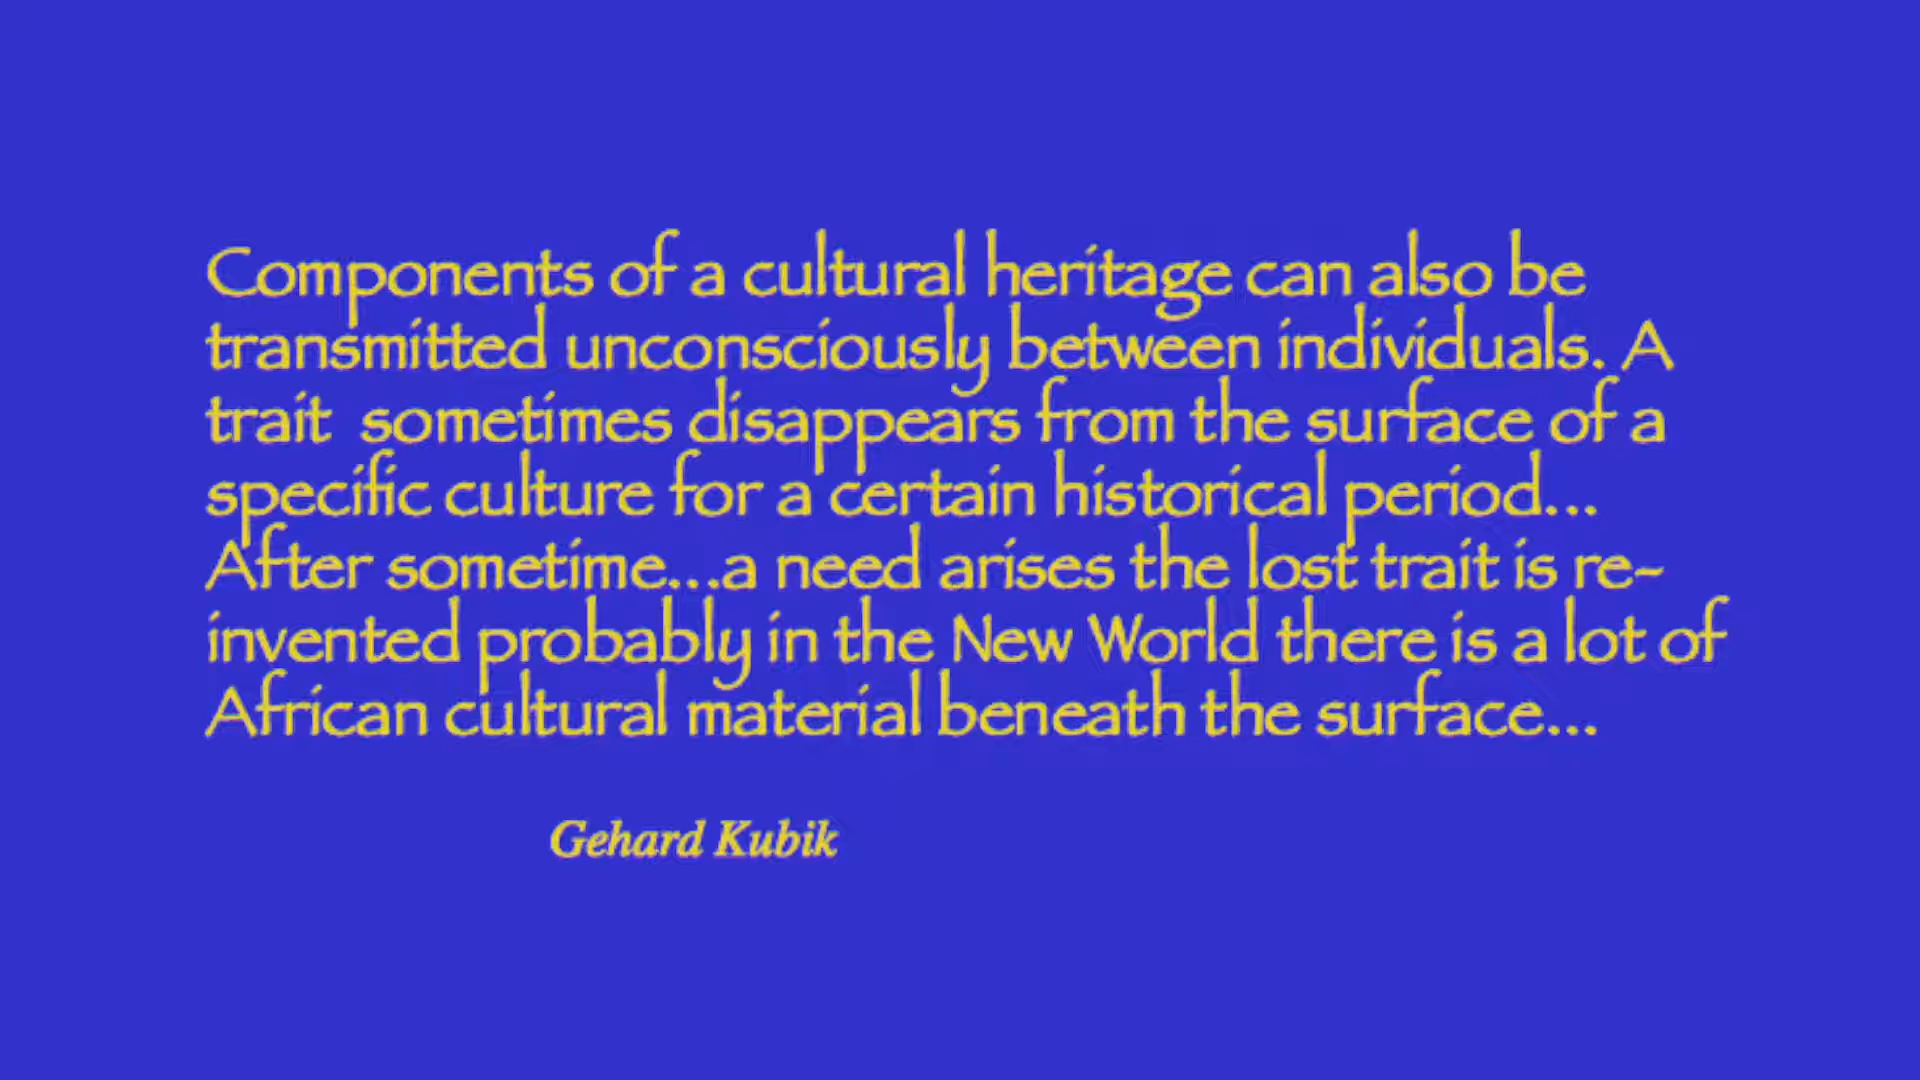 Components of a cultural heritage can also be
transmitted unconsciously between individuals. A
trait sometimes disappears from the surface of a
specific culture for a certain historical period...
After sometime...a need arises the lost trait is re-
invented probably in the New World there is a lot of
African cultural material beneath the surface...
Gehard Kubik